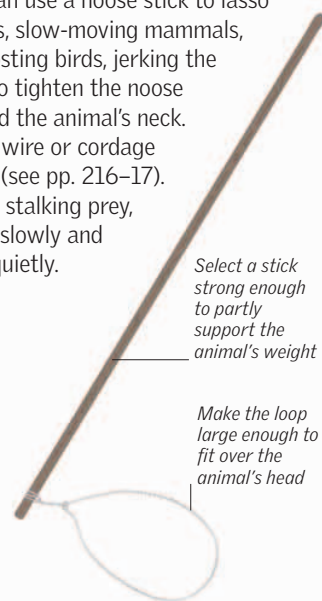 an use a noose stick to lasso
s, slow-moving mammals,
sting birds, jerking the
o tighten the noose
d the animal's neck.
wire or cordage
(see pp. 216–17).
stalking prey,
slowly and
quietly.
Select a stick
strong enough
to partly
support the
animal's weight
Make the loop
large enough to
fit over the
animal's head